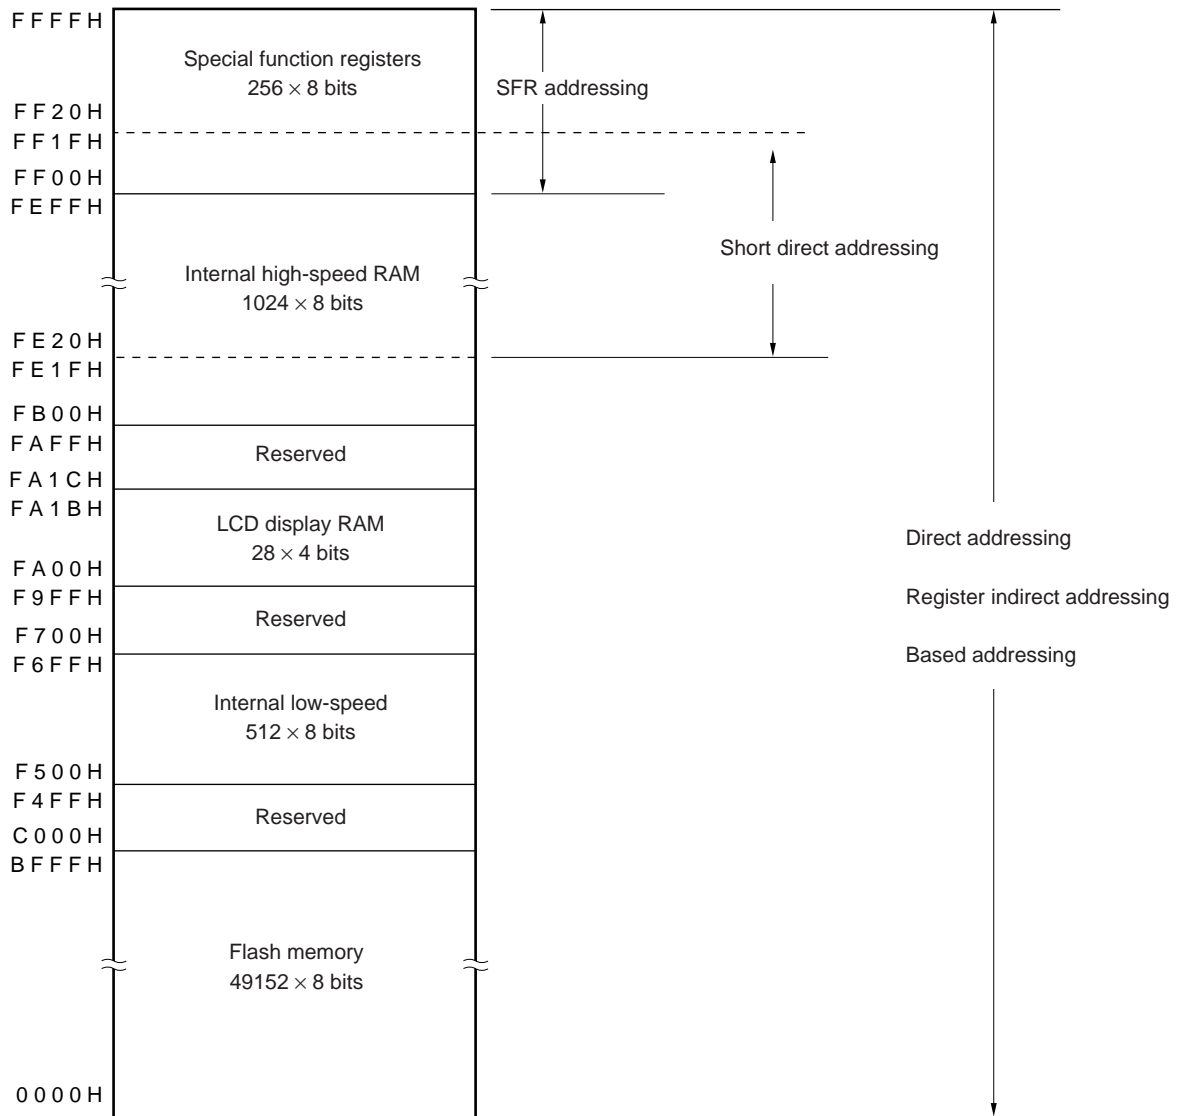 FFFFH
Special function registers
256 × 8 bits
SFR addressing
FF20H
FF1FH
FF00H
FEFFH
Short direct addressing
Internal high-speed RAM
1024 × 8 bits
FE20H
FE1FH
FB00H
FAFFH
Reserved
FA1CH
FA1BH
LCD display RAM
28 × 4 bits
Direct addressing
FA00H
F9FFH
Register indirect addressing
Reserved
F700H
F6FFH
Based addressing
Internal low-speed
512 × 8 bits
F500H
F4FFH
Reserved
C000H
BFFFH
Flash memory
49152 × 8 bits
0000H